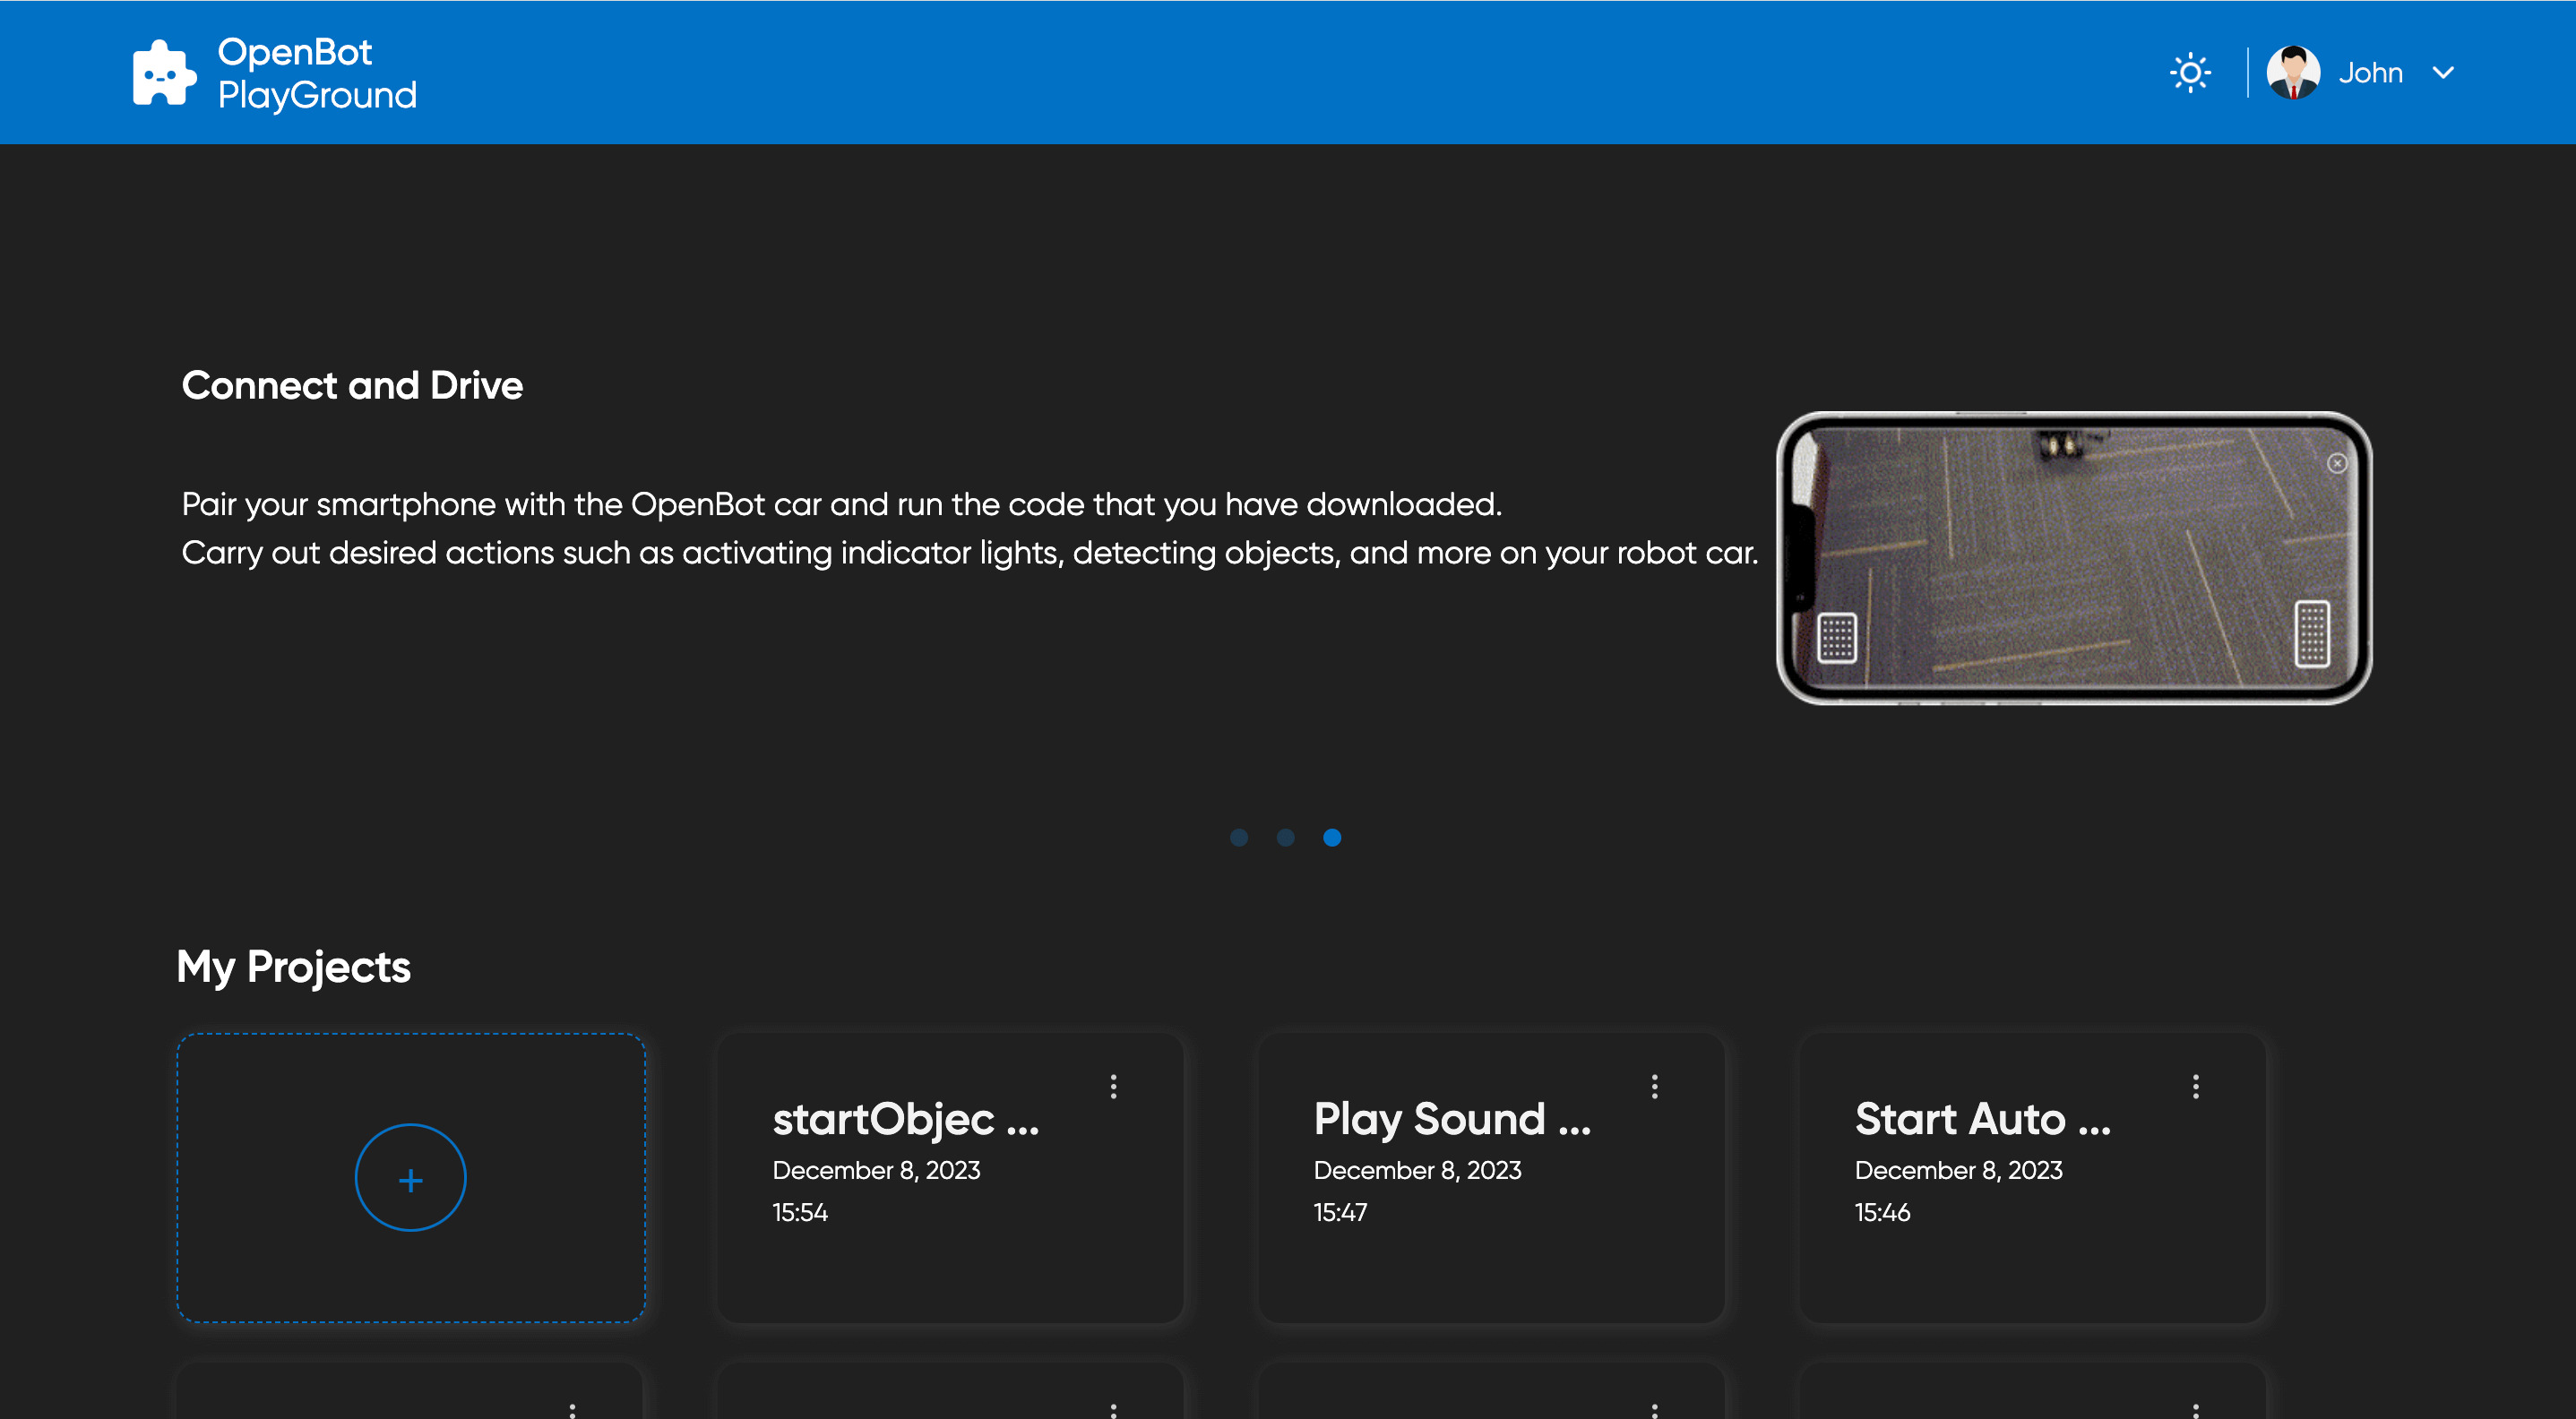 OpenBot
PlayGround
John
Connect and Drive
Pair your smartphone with the OpenBot car and run the code that you have downloaded.
Carry out desired actions such as activating indicator lights, detecting objects, and more on your robot car.
My Projects
startObjec ...
December 8, 2023
15:54
Play Sound ...
December 8, 2023
15:47
Start Auto ...
December 8, 2023
15:46